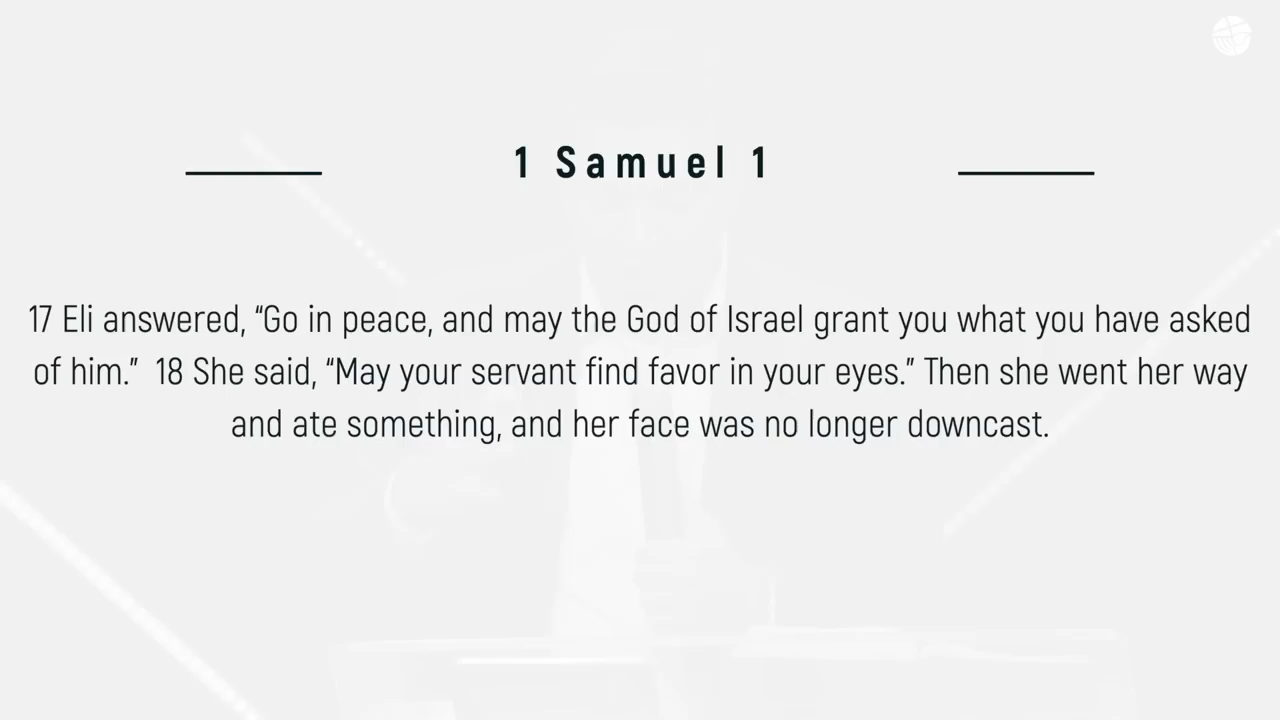 1 Samuel 1
17 Eli answered, “Go in peace, and may the God of Israel grant you what you have asked
of him.”  18 She said, “May your servant find favor in your eyes.” Then she went her way
and ate something, and her face was no longer downcast.